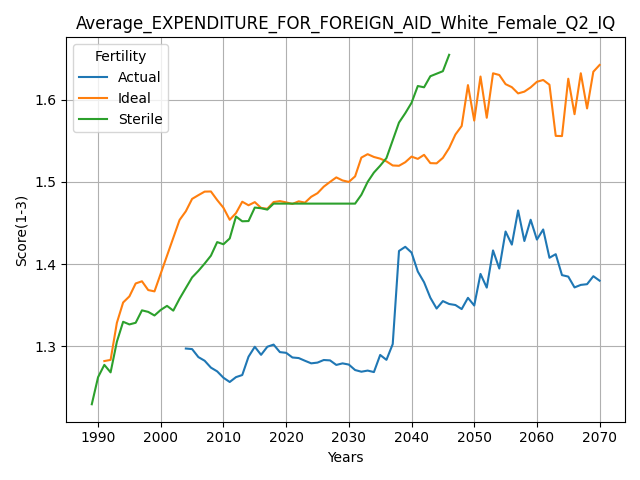 Average_EXPENDITURE_FOR_FOREIGN_AID_White_Female_Q2_IQ
Fertility
Actual
Ideal
Sterile
Score(1-3)
1.6
1.5
1.4
1.3
1990 2000 2010 2020 2030 2040 2050 2060 2070
Years